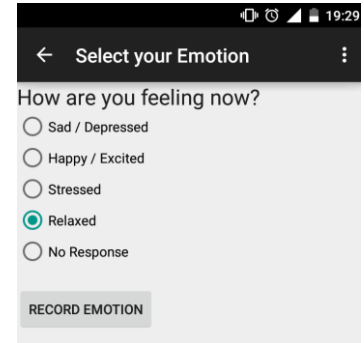 19:29
Select your Emotion
How are you feeling now?
Sad / Depressed
Happy / Excited
Stressed
Relaxed
No Response
RECORD EMOTION